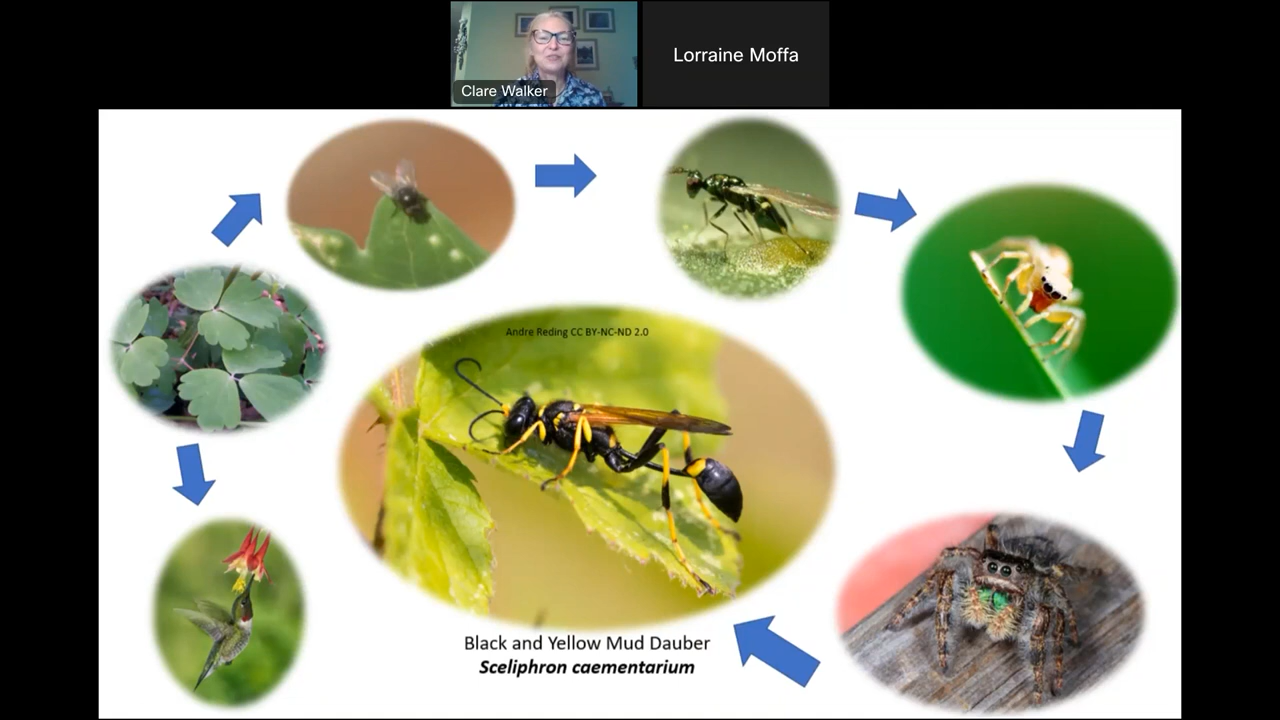 Clare Walker
Lorraine Moffa
Andre Reding CC BY-NC-ND 2.0
Black and Yellow Mud Dauber
Sceliphron caementarium